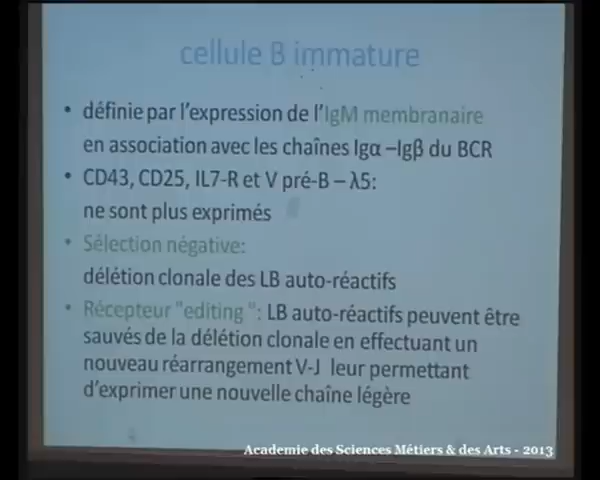 cellule B immature
• définie par l'expression de l'IgM membranaire
en association avec les chaînes Igα –Igβ du BCR
• CD43, CD25, IL7-R et V pré-B – λ5:
ne sont plus exprimés
• Sélection négative:
délétion clonale des LB auto-réactifs
• Récepteur "editing ": LB auto-réactifs peuvent être
sauvés de la délétion clonale en effectuant un
nouveau réarrangement V-J leur permettant
d'exprimer une nouvelle chaîne légère
Academie des Sciences Métiers & des Arts - 2013